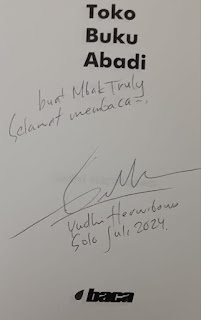 Toko
Buku
Abadi
buat Mbak Truly
Selamat membaca~.
Yudhi Herwibowo
Solo Juli 2024.
baca